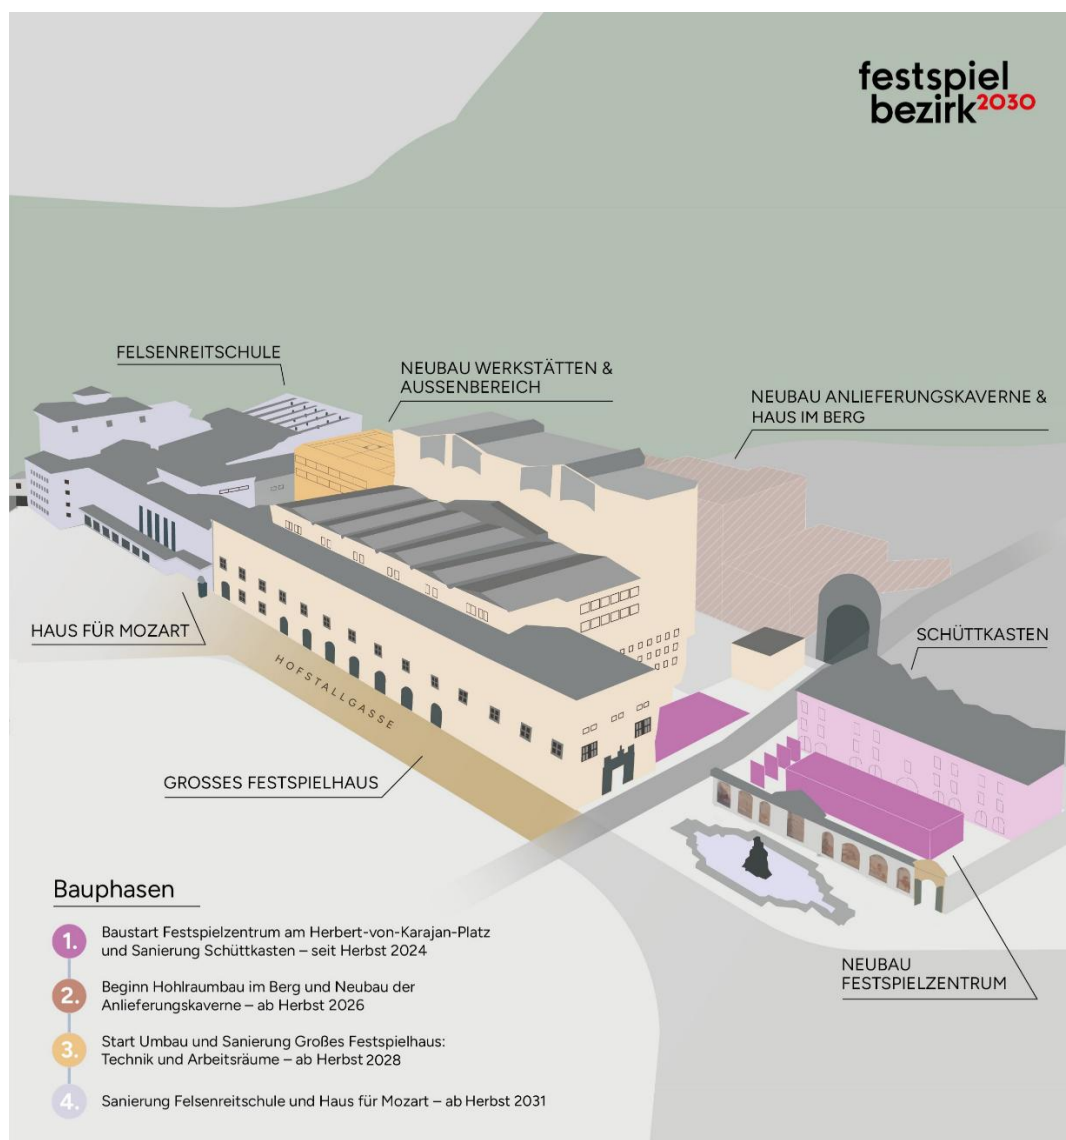 festspiel
bezirk2030
FELSENREITSCHULE
NEUBAU WERKSTÄTTEN &
AUSSENBEREICH
NEUBAU ANLIEFERUNGSKAVERNE &
HAUS IM BERG
HAUS FÜR MOZART
SCHÜTTKASTEN
HOFSTALLGASSE
GROSSES FESTSPIELHAUS
NEUBAU
FESTSPIELZENTRUM
Bauphasen
1.
Baustart Festspielzentrum am Herbert-von-Karajan-Platz
und Sanierung Schüttkasten – seit Herbst 2024
2.
Beginn Hohlraumbau im Berg und Neubau der
Anlieferungskaverne – ab Herbst 2026
3.
Start Umbau und Sanierung Großes Festspielhaus:
Technik und Arbeitsräume – ab Herbst 2028
4.
Sanierung Felsenreitschule und Haus für Mozart – ab Herbst 2031